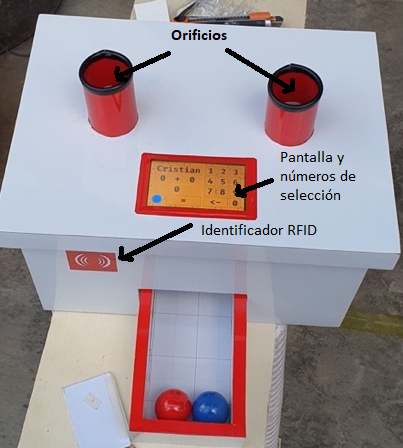 Orificios
Cristian 1 2 3
0 + 0 4 5 6
0 7 8
= <- 0
Pantalla y
números de
selección
Identificador RFID